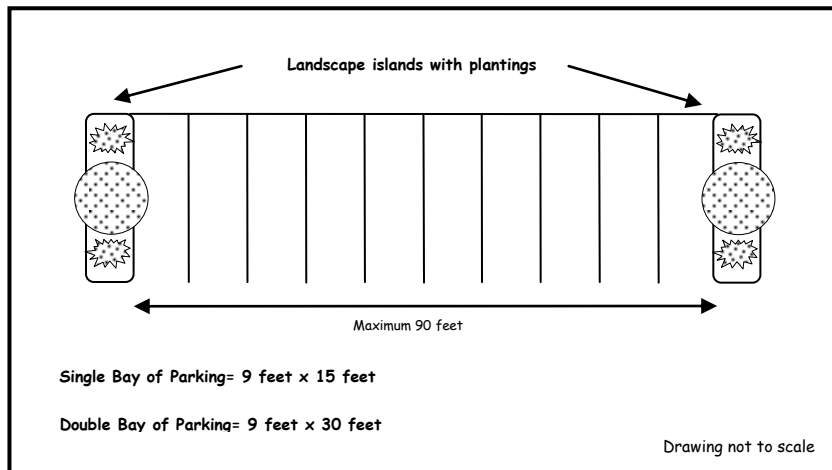 Landscape islands with plantings
Maximum 90 feet
Single Bay of Parking= 9 feet x 15 feet
Double Bay of Parking= 9 feet x 30 feet
Drawing not to scale